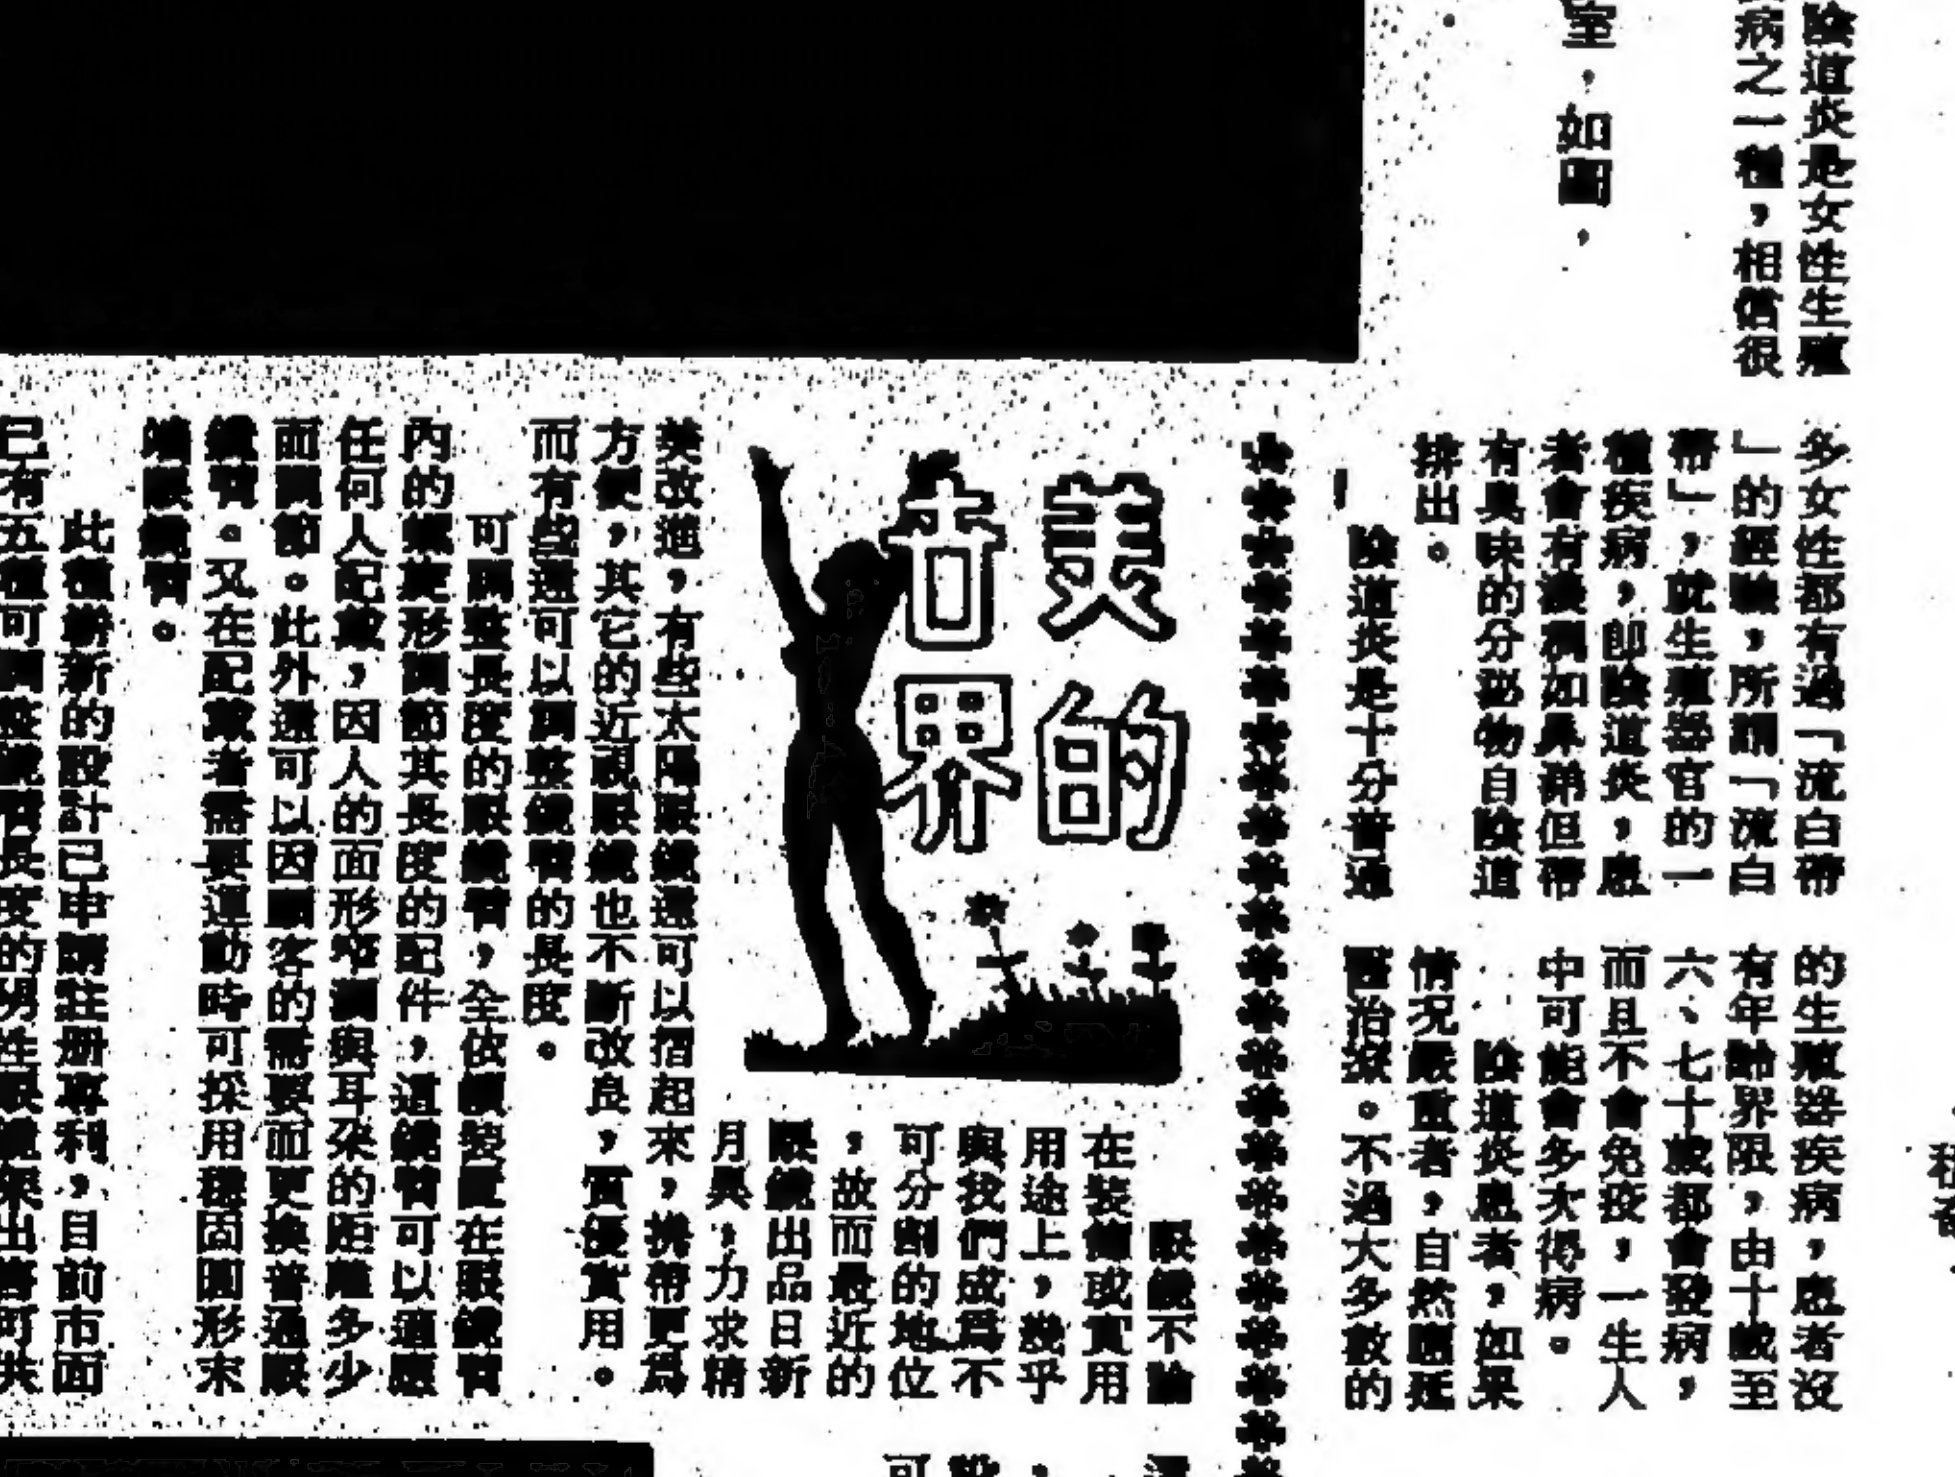 陰道炎是女性生殖
病之一種，相信很
室，如困，
多女性都有過「流白帶
」的經驗，所謂「流白
帶」，就生殖器官的一
種疾病，即陰道炎，患
者會有濃稠如鼻涕但帶
有臭味的分泌物自陰道
排出。
陰道炎是十分普通
的生殖器疾病，患者沒
有年齡界限，由十歲至
六、七十歲都會發病，
而且不會免疫，一生人
中可能會多大得病。
陰道炎患者，如果
情況嚴重者，自然應延
醫治療。不過大多數的
美的
世界
眼鏡不論
在裝飾或實用
用途上，幾乎
與我們成爲不
可分割的地位
，故而最近的
眼鏡出品日新
月異，力求精
美改進，有些太陽眼鏡還可以摺起來，携帶更爲
方便，其它的近視眼鏡也不斷改良，質優實用。
而有些還可以調整鏡臂的長度。
可調整長度的眼鏡臂，全依賴裝置在眼鏡臂
內的螺旋形調節其長度的配件，這鏡臂可以適應
任何人配戴，因人的面形窄濶與耳朶的距離多少
而調節。此外還可以因顧客的需要而更換普通眼
鏡臂。又在配戴者需要運動時可採用穩固圓形末
端眼鏡臂。
此種嶄新的設計已申請註册專利，目前市面
已有五種可調整鏡臂長度的男性眼鏡架出售可共